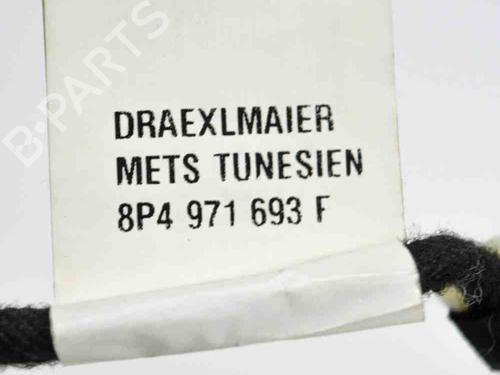 B-PARTS
DRAEXLMAIER
METS TUNESIEN
8P4 971 693 F